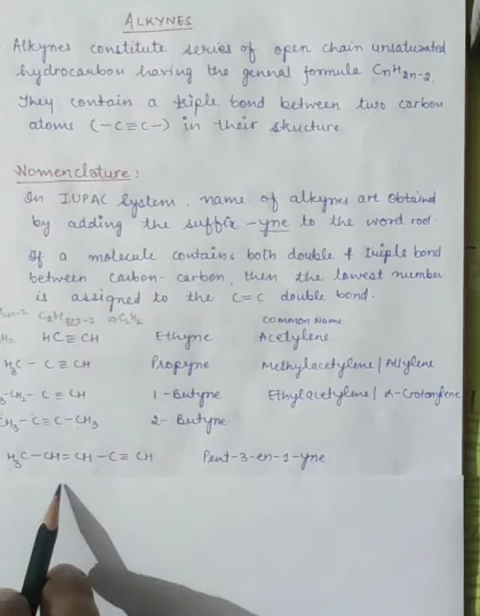 ALKYNES
Alkynes constitute series of open chain unsaturated
hydrocarbon having the general formula CnH2n-2.
They contain a triple bond between two carbon
atoms (-C≡C-) in their structure
Nomenclature:
In IUPAC System, name of alkynes are obtained
by adding the suffix -yne to the word root.
If a molecule contains both double & triple bond
between carbon-carbon, then the lowest number
is assigned to the C=C double bond.
Common Name
HC≡CH Ethyne Acetylene
H3C-C≡CH Propyne Methylacetylene/Allylene
-CH2-C≡CH 1-Butyne Ethylacetylene/α-Crotonylene
CH3-C≡C-CH3 2-Butyne
H3C-CH=CH-C≡CH Pent-3-en-1-yne